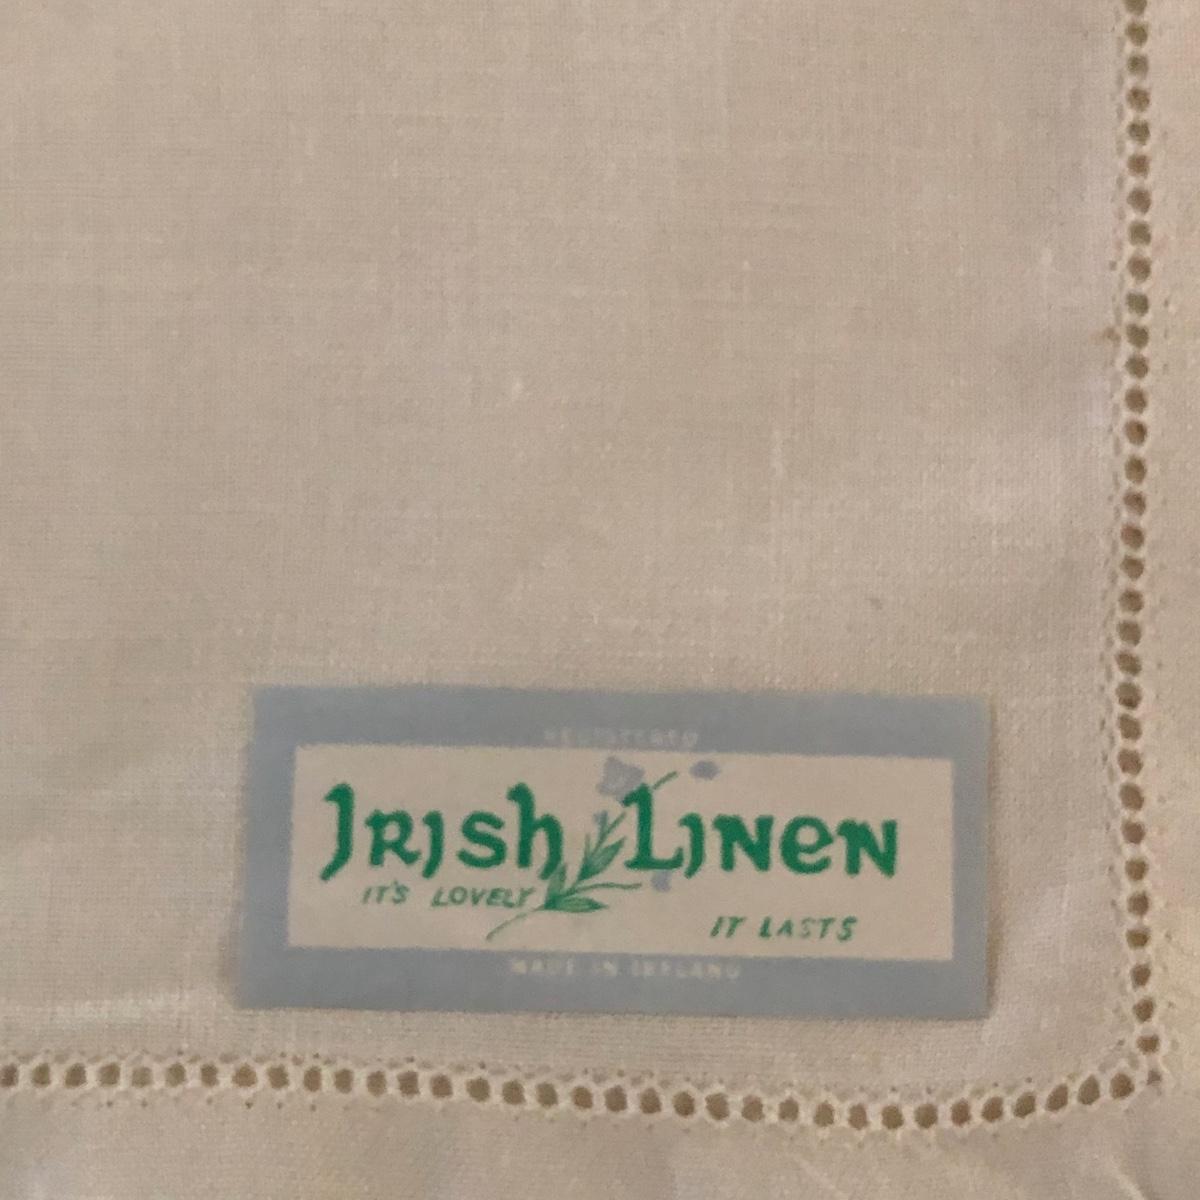 REGISTERED
IRISH LINEN
IT'S LOVELY
IT LASTS
MADE IN IRELAND